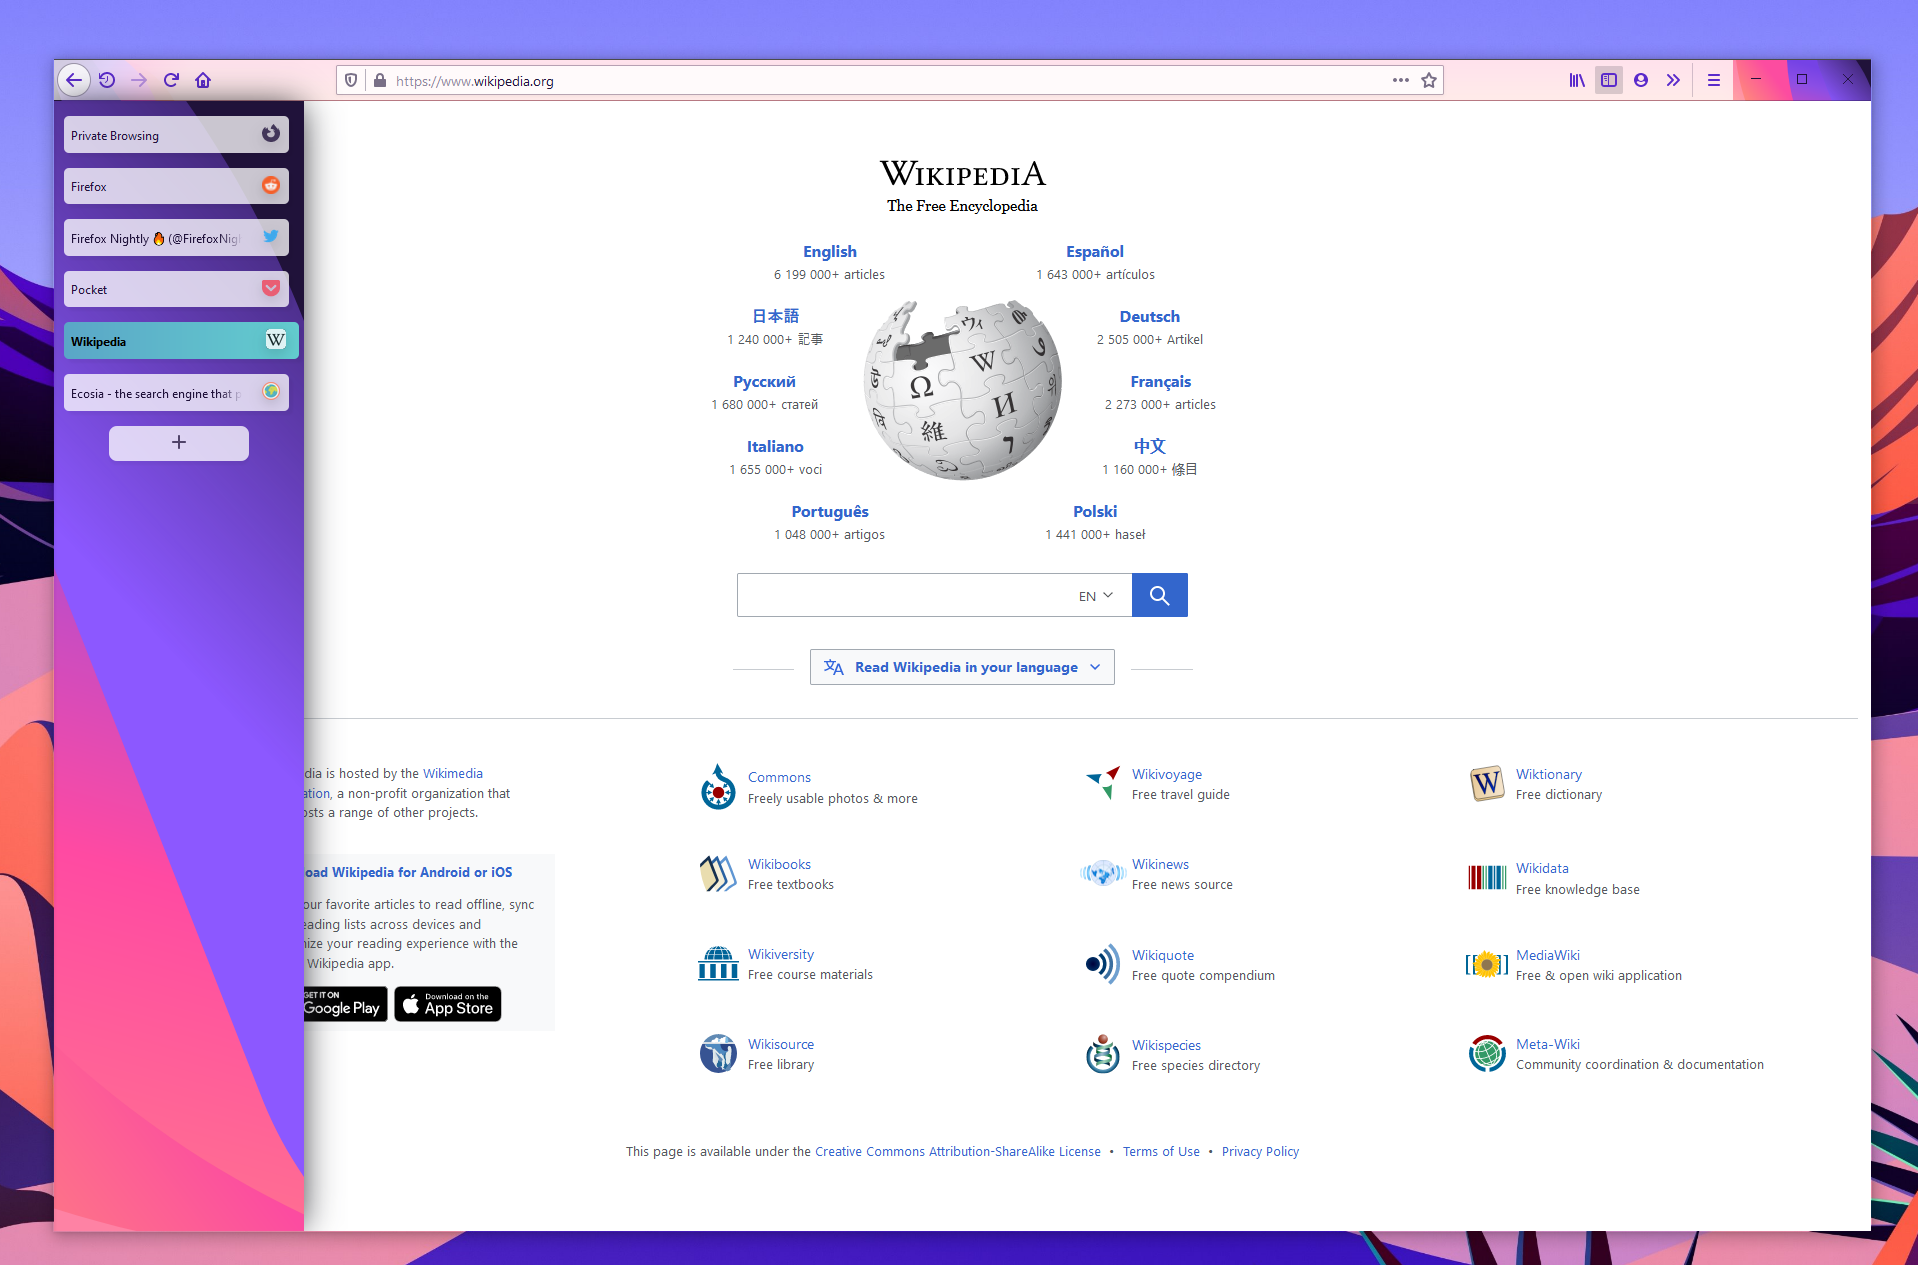 https://www.wikipedia.org
Private Browsing
Firefox
Firefox Nightly 🔥 (@FirefoxNigh
Pocket
Wikipedia
Ecosia - the search engine that p
WIKIPEDIA
The Free Encyclopedia
English
6 199 000+ articles
Español
1 643 000+ artículos
日本語
1 240 000+ 記事
Deutsch
2 505 000+ Artikel
Русский
1 680 000+ статей
Français
2 273 000+ articles
Italiano
1 655 000+ voci
中文
1 160 000+ 條目
Português
1 048 000+ artigos
Polski
1 441 000+ haseł
EN
Read Wikipedia in your language
dia is hosted by the Wikimedia
ation, a non-profit organization that
osts a range of other projects.
oad Wikipedia for Android or iOS
our favorite articles to read offline, sync
eading lists across devices and
mize your reading experience with the
Wikipedia app.
GET IT ON
Google Play
Download on the
App Store
Commons
Freely usable photos & more
Wikivoyage
Free travel guide
Wiktionary
Free dictionary
Wikibooks
Free textbooks
Wikinews
Free news source
Wikidata
Free knowledge base
Wikiversity
Free course materials
Wikiquote
Free quote compendium
MediaWiki
Free & open wiki application
Wikisource
Free library
Wikispecies
Free species directory
Meta-Wiki
Community coordination & documentation
This page is available under the Creative Commons Attribution-ShareAlike License • Terms of Use • Privacy Policy